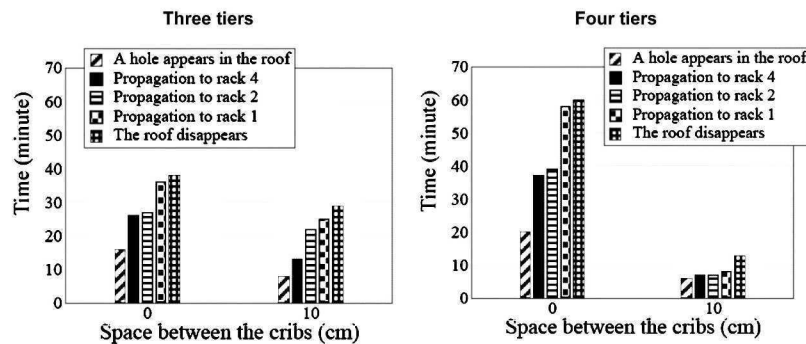 Three tiers
A hole appears in the roof
Propagation to rack 4
Propagation to rack 2
Propagation to rack 1
The roof disappears
Time (minute)
70
60
50
40
30
20
10
0
0 10
Space between the cribs (cm)
Four tiers
A hole appears in the roof
Propagation to rack 4
Propagation to rack 2
Propagation to rack 1
The roof disappears
Time (minute)
70
60
50
40
30
20
10
0
0 10
Space between the cribs (cm)